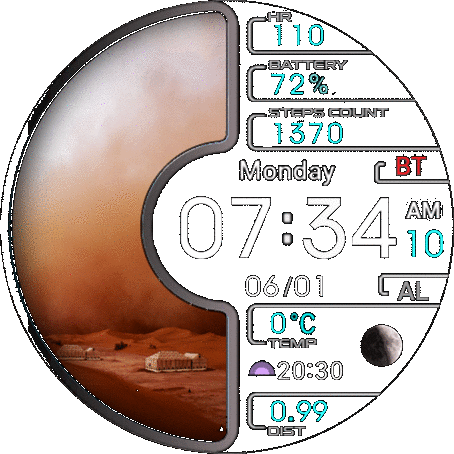 HR
110
BATTERY
72%
STEPS COUNT
1370
Monday
BT
07:34
AM
10
06/01
AL
0°C
TEMP
20:30
0.99
DIST